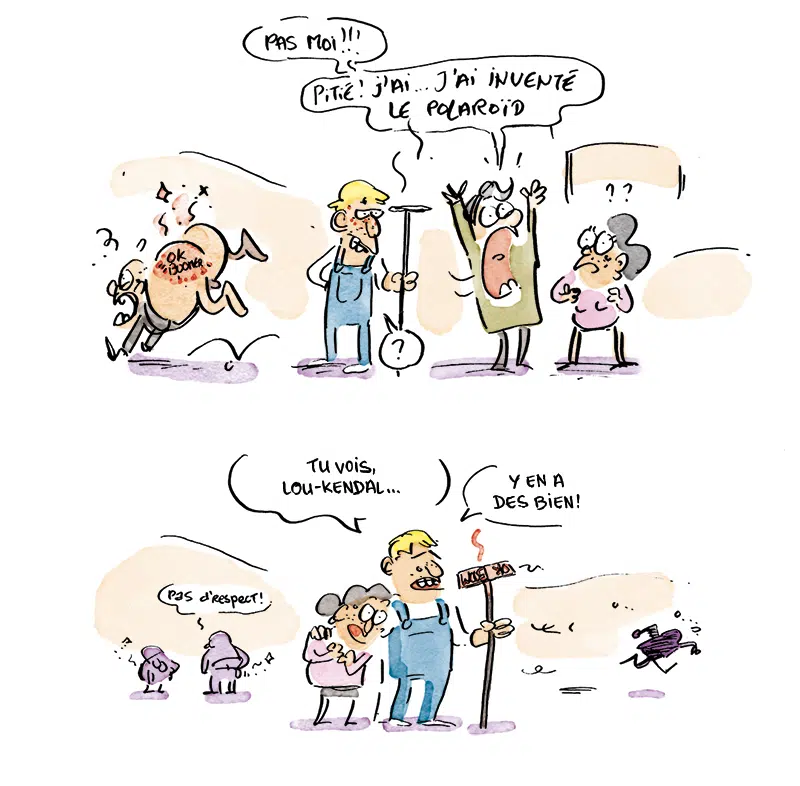 PAS MOI!!!
PITIÉ! J'AI... J'AI INVENTÉ
LE POLAROÏD
? ?
OK
BOOMER
?
TU VOIS,
LOU-KENDAL...
Y EN A
DES BIEN!
PAS d'RESPECT!